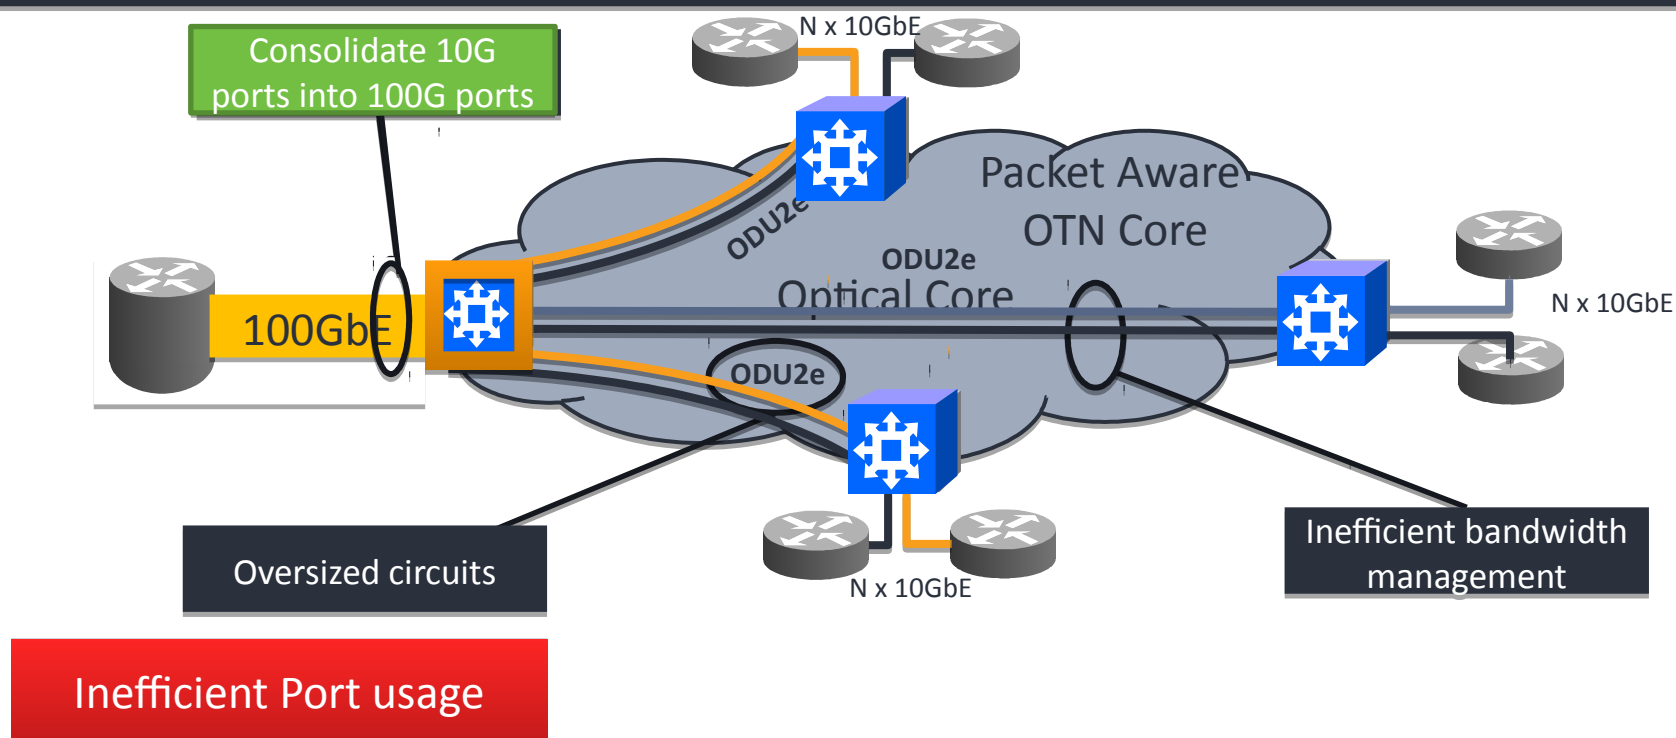 N x 10GbE
Consolidate 10G
ports into 100G ports
Packet Aware
OTN Core
ODU2e
ODU2e
Optical Core
N x 10GbE
100GbE
ODU2e
Oversized circuits
N x 10GbE
Inefficient bandwidth
management
Inefficient Port usage